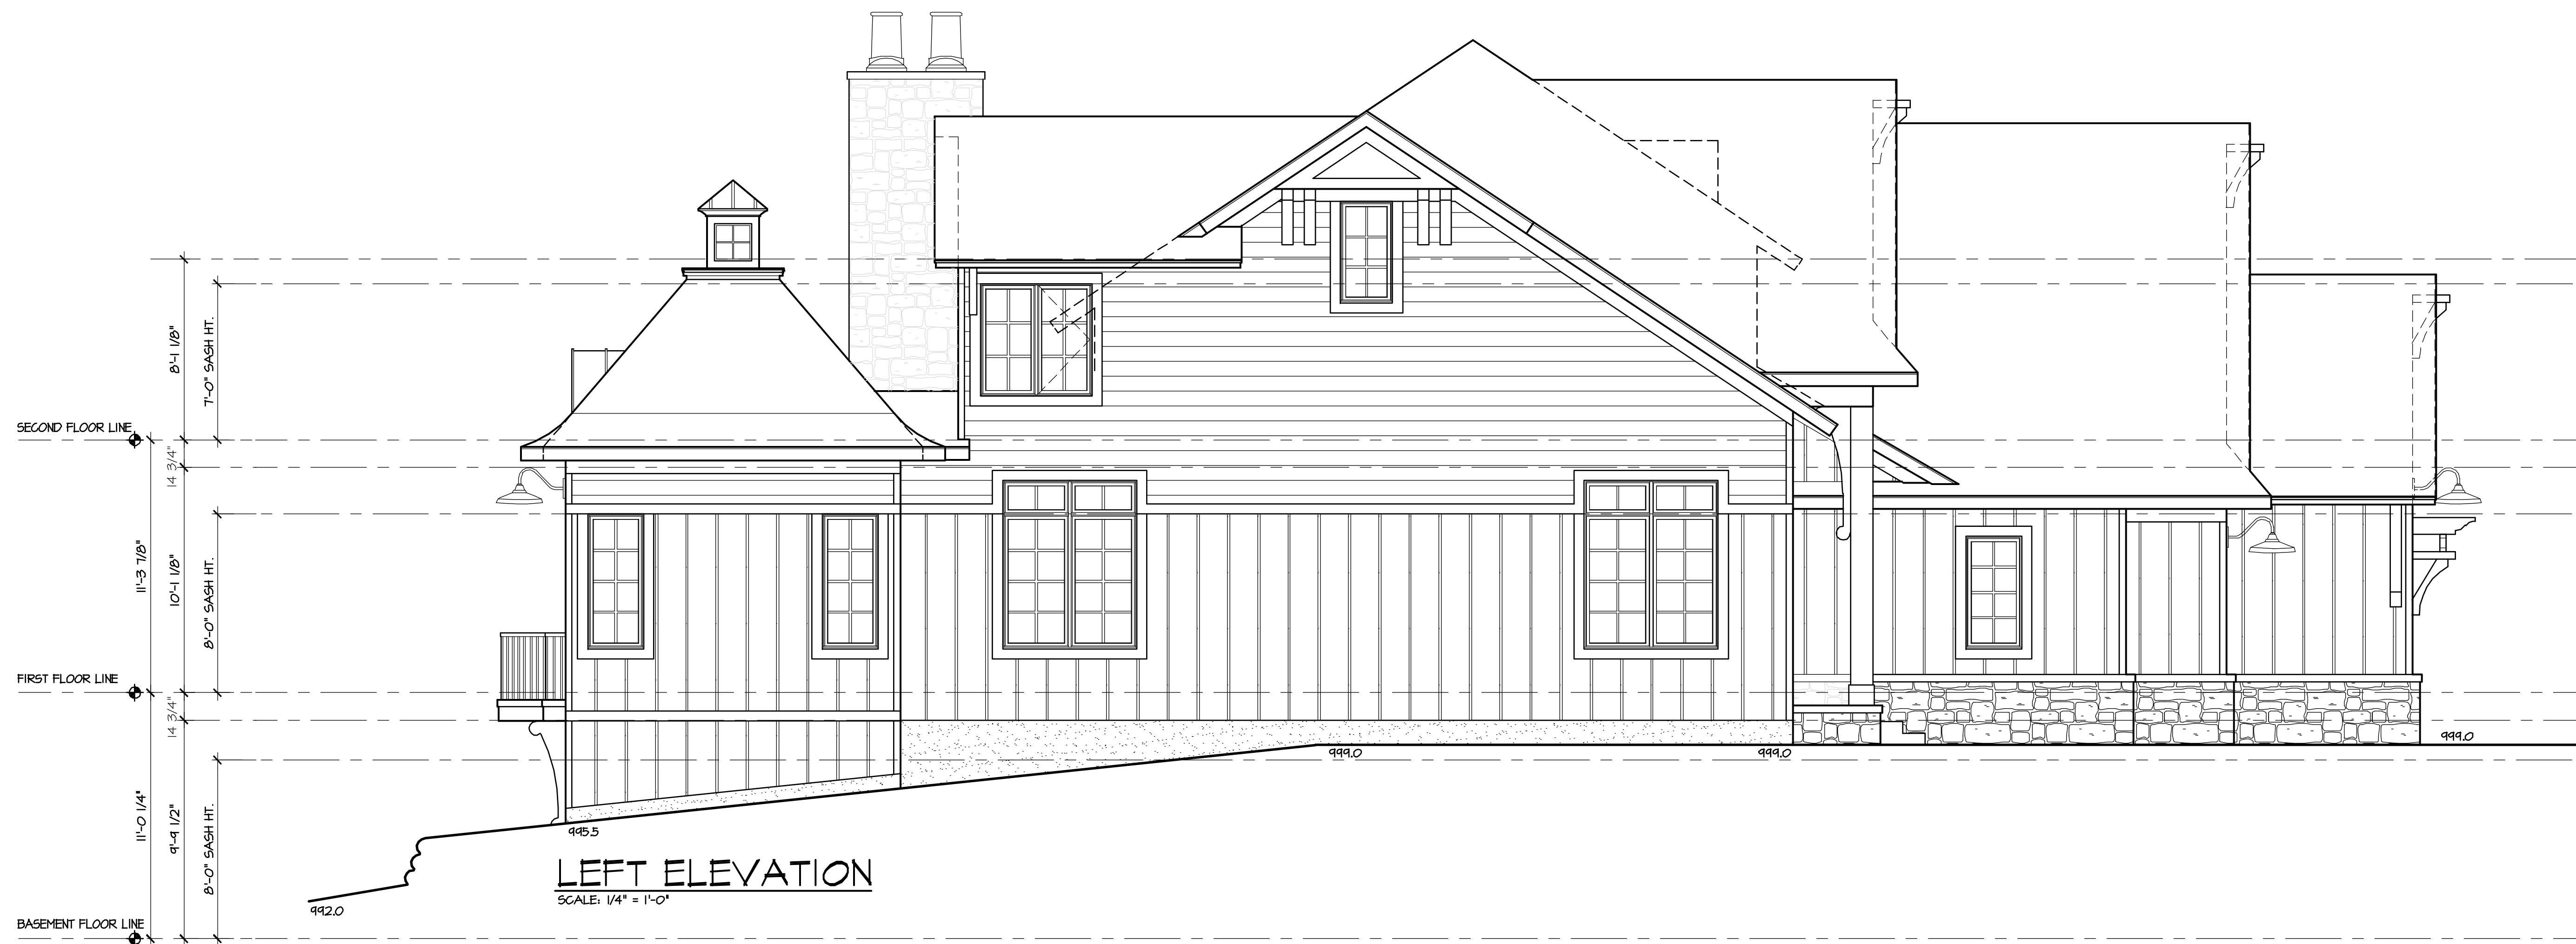 SECOND FLOOR LINE
8'-1 1/8"
7'-0" SASH HT.
14 3/4"
11'-3 7/8"
10'-1 1/8"
8'-0" SASH HT.
FIRST FLOOR LINE
14 3/4"
11'-0 1/4"
9'-9 1/2"
8'-0" SASH HT.
BASEMENT FLOOR LINE
999.0
999.0
999.0
995.5
992.0
LEFT ELEVATION
SCALE: 1/4" = 1'-0"